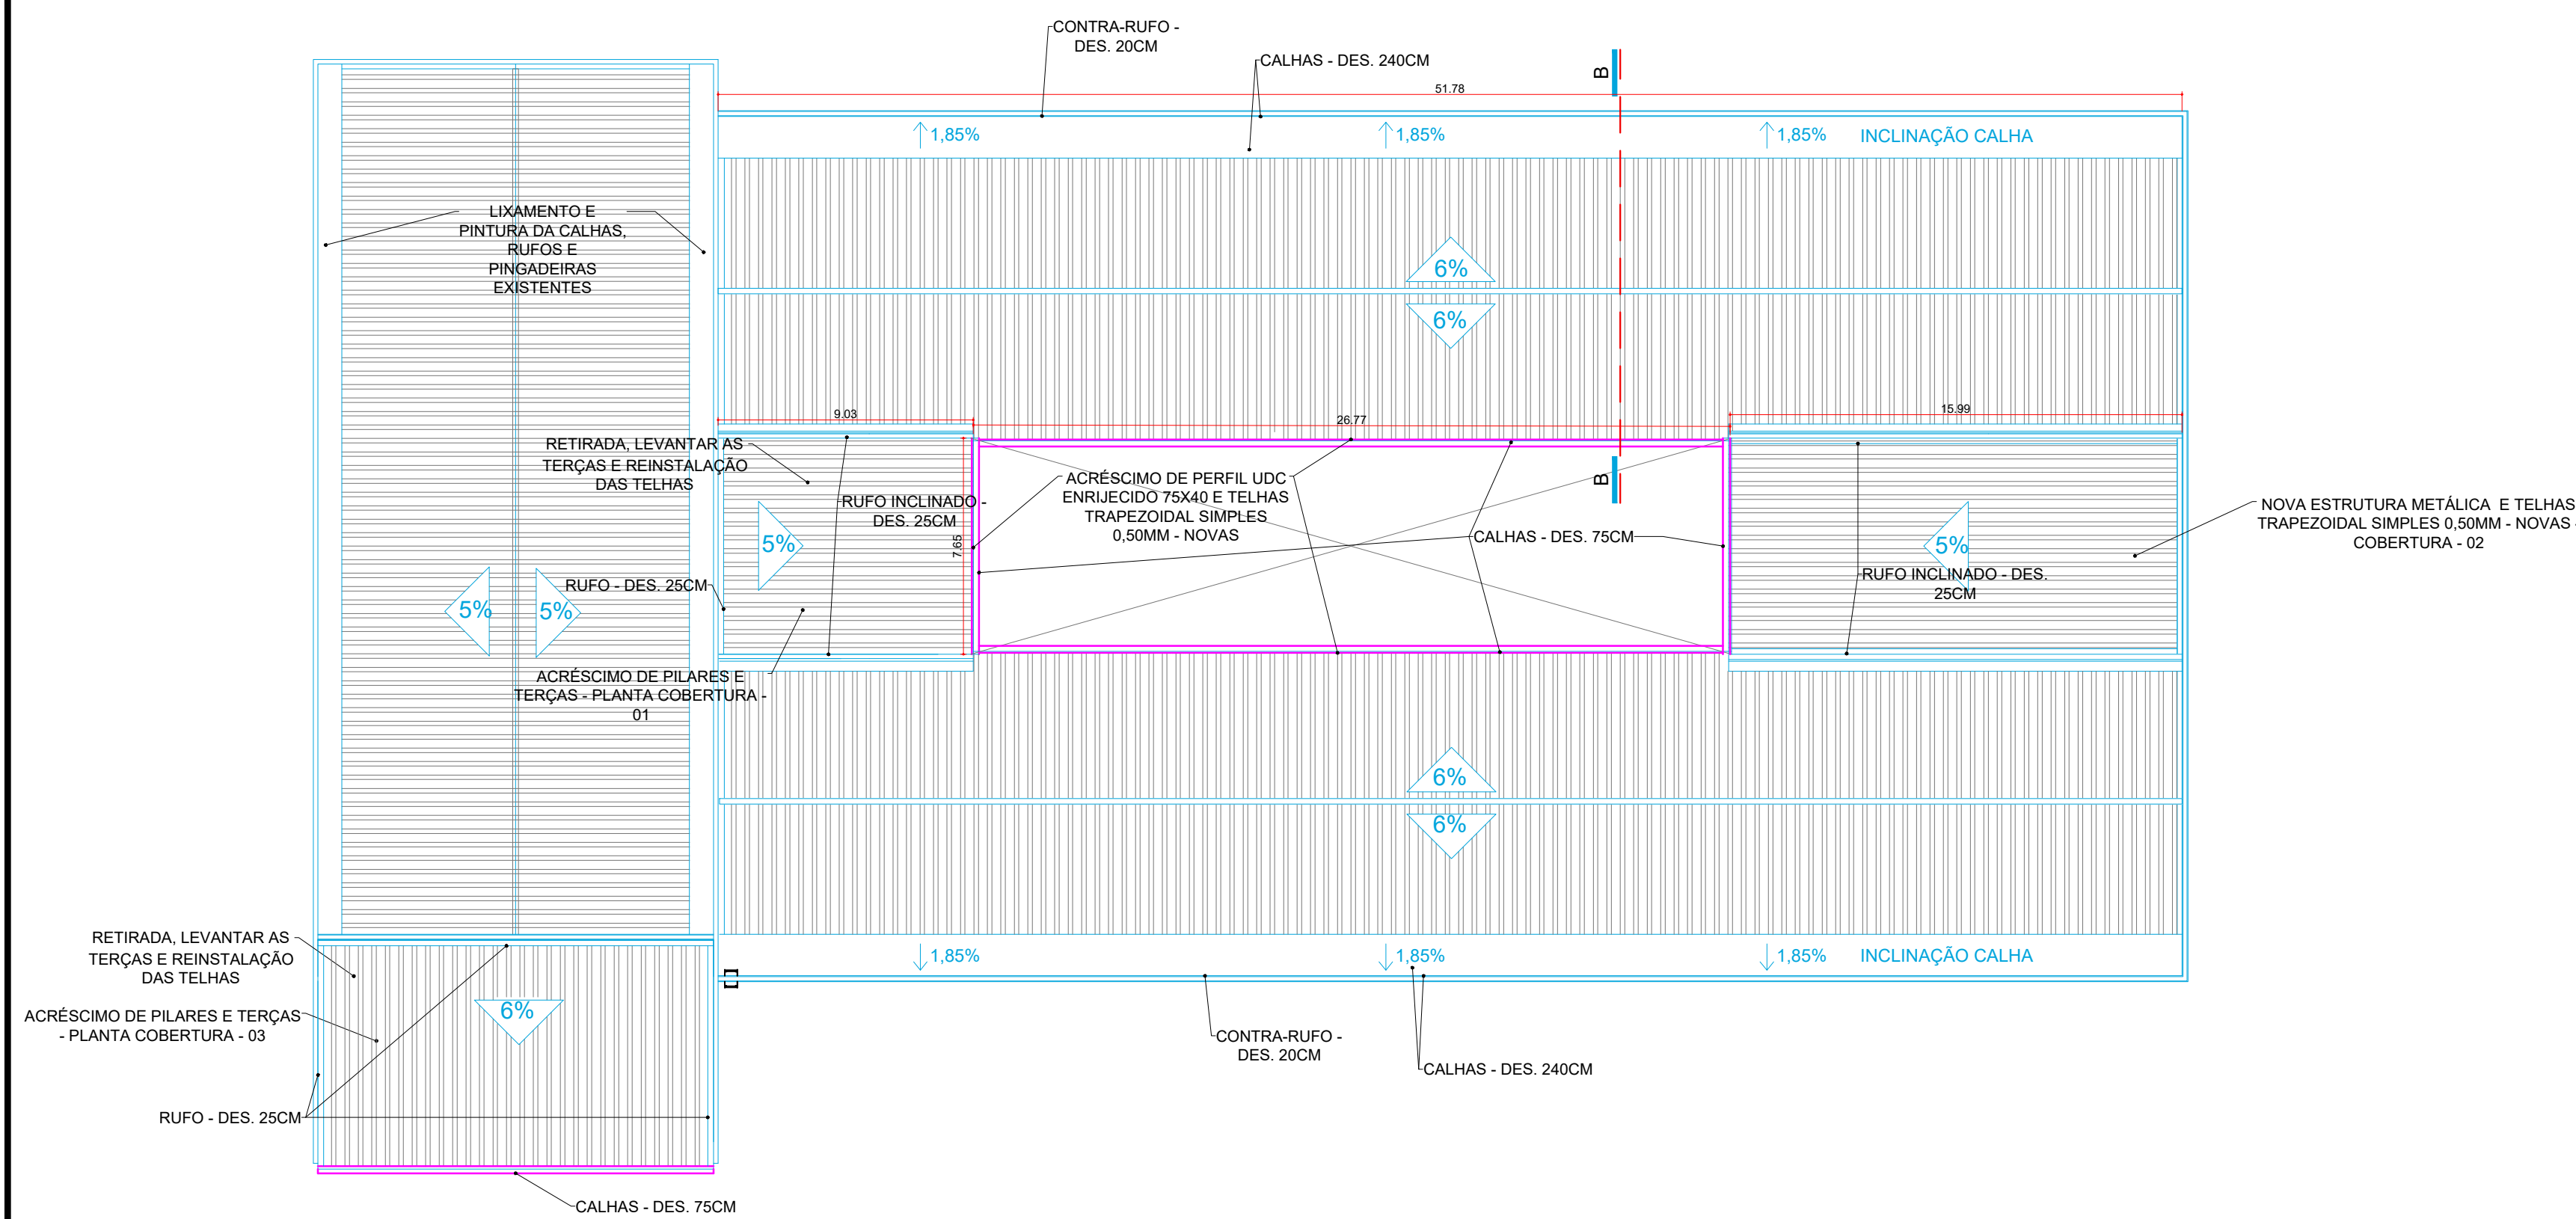 CONTRA-RUFO -
DES. 20CM
CALHAS - DES. 240CM
B
51.78
1,85%
1,85%
1,85%
INCLINAÇÃO CALHA
LIXAMENTO E
PINTURA DA CALHAS,
RUFOS E
PINGADEIRAS
EXISTENTES
6%
6%
9.03
26.77
15.99
RETIRADA, LEVANTAR AS
TERÇAS E REINSTALAÇÃO
DAS TELHAS
RUFO INCLINADO -
DES. 25CM
ACRÉSCIMO DE PERFIL UDC
ENRIJECIDO 75X40 E TELHAS
TRAPEZOIDAL SIMPLES
0,50MM - NOVAS
B
NOVA ESTRUTURA METÁLICA E TELHAS
TRAPEZOIDAL SIMPLES 0,50MM - NOVAS -
COBERTURA - 02
5%
7.65
CALHAS - DES. 75CM
5%
RUFO INCLINADO - DES.
25CM
RUFO - DES. 25CM
5%
5%
ACRÉSCIMO DE PILARES E
TERÇAS - PLANTA COBERTURA -
01
6%
6%
RETIRADA, LEVANTAR AS
TERÇAS E REINSTALAÇÃO
DAS TELHAS
1,85%
1,85%
1,85%
INCLINAÇÃO CALHA
6%
ACRÉSCIMO DE PILARES E TERÇAS
- PLANTA COBERTURA - 03
CONTRA-RUFO -
DES. 20CM
CALHAS - DES. 240CM
RUFO - DES. 25CM
CALHAS - DES. 75CM